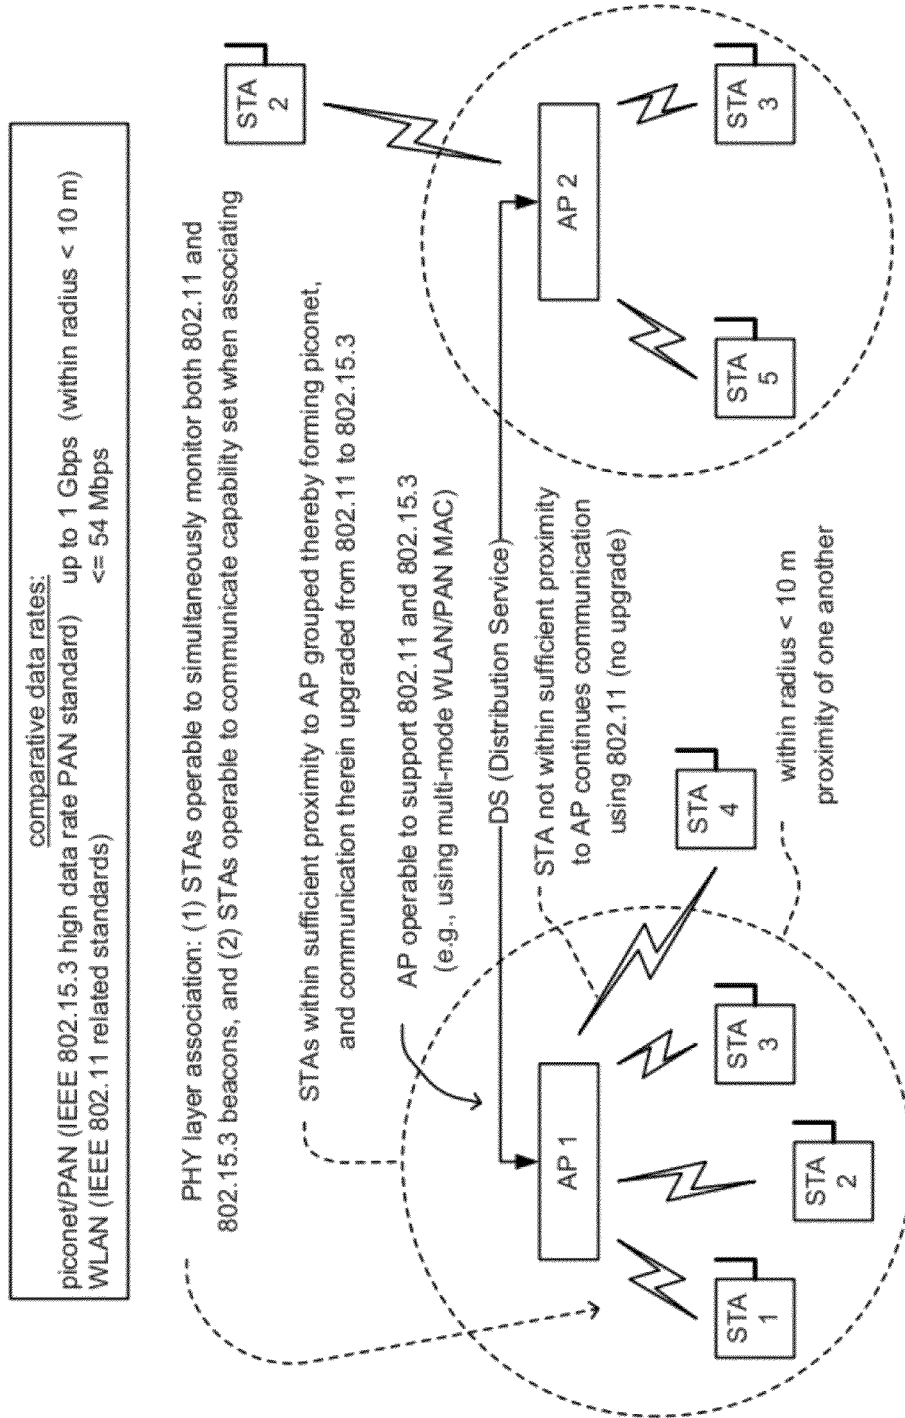 comparative data rates:
piconet/PAN (IEEE 802.15.3 high data rate PAN standard) up to 1 Gbps (within radius < 10 m)
WLAN (IEEE 802.11 related standards) <= 54 Mbps
PHY layer association: (1) STAs operable to simultaneously monitor both 802.11 and
802.15.3 beacons, and (2) STAs operable to communicate capability set when associating
STAs within sufficient proximity to AP grouped thereby forming piconet,
and communication therein upgraded from 802.11 to 802.15.3
AP operable to support 802.11 and 802.15.3
(e.g., using multi-mode WLAN/PAN MAC)
DS (Distribution Service)
STA not within sufficient proximity
to AP continues communication
using 802.11 (no upgrade)
STA
2
AP 1
AP 2
STA
1
STA
2
STA
3
STA
4
within radius < 10 m
proximity of one another
STA
5
STA
3